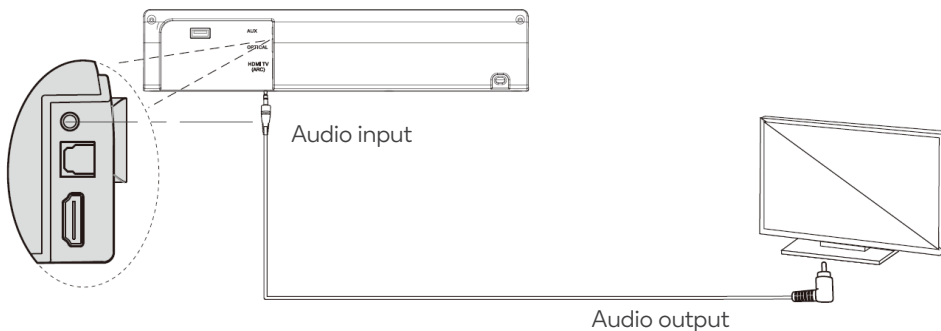 AUX
OPTICAL
HDMI TV
(ARC)
Audio input
Audio output